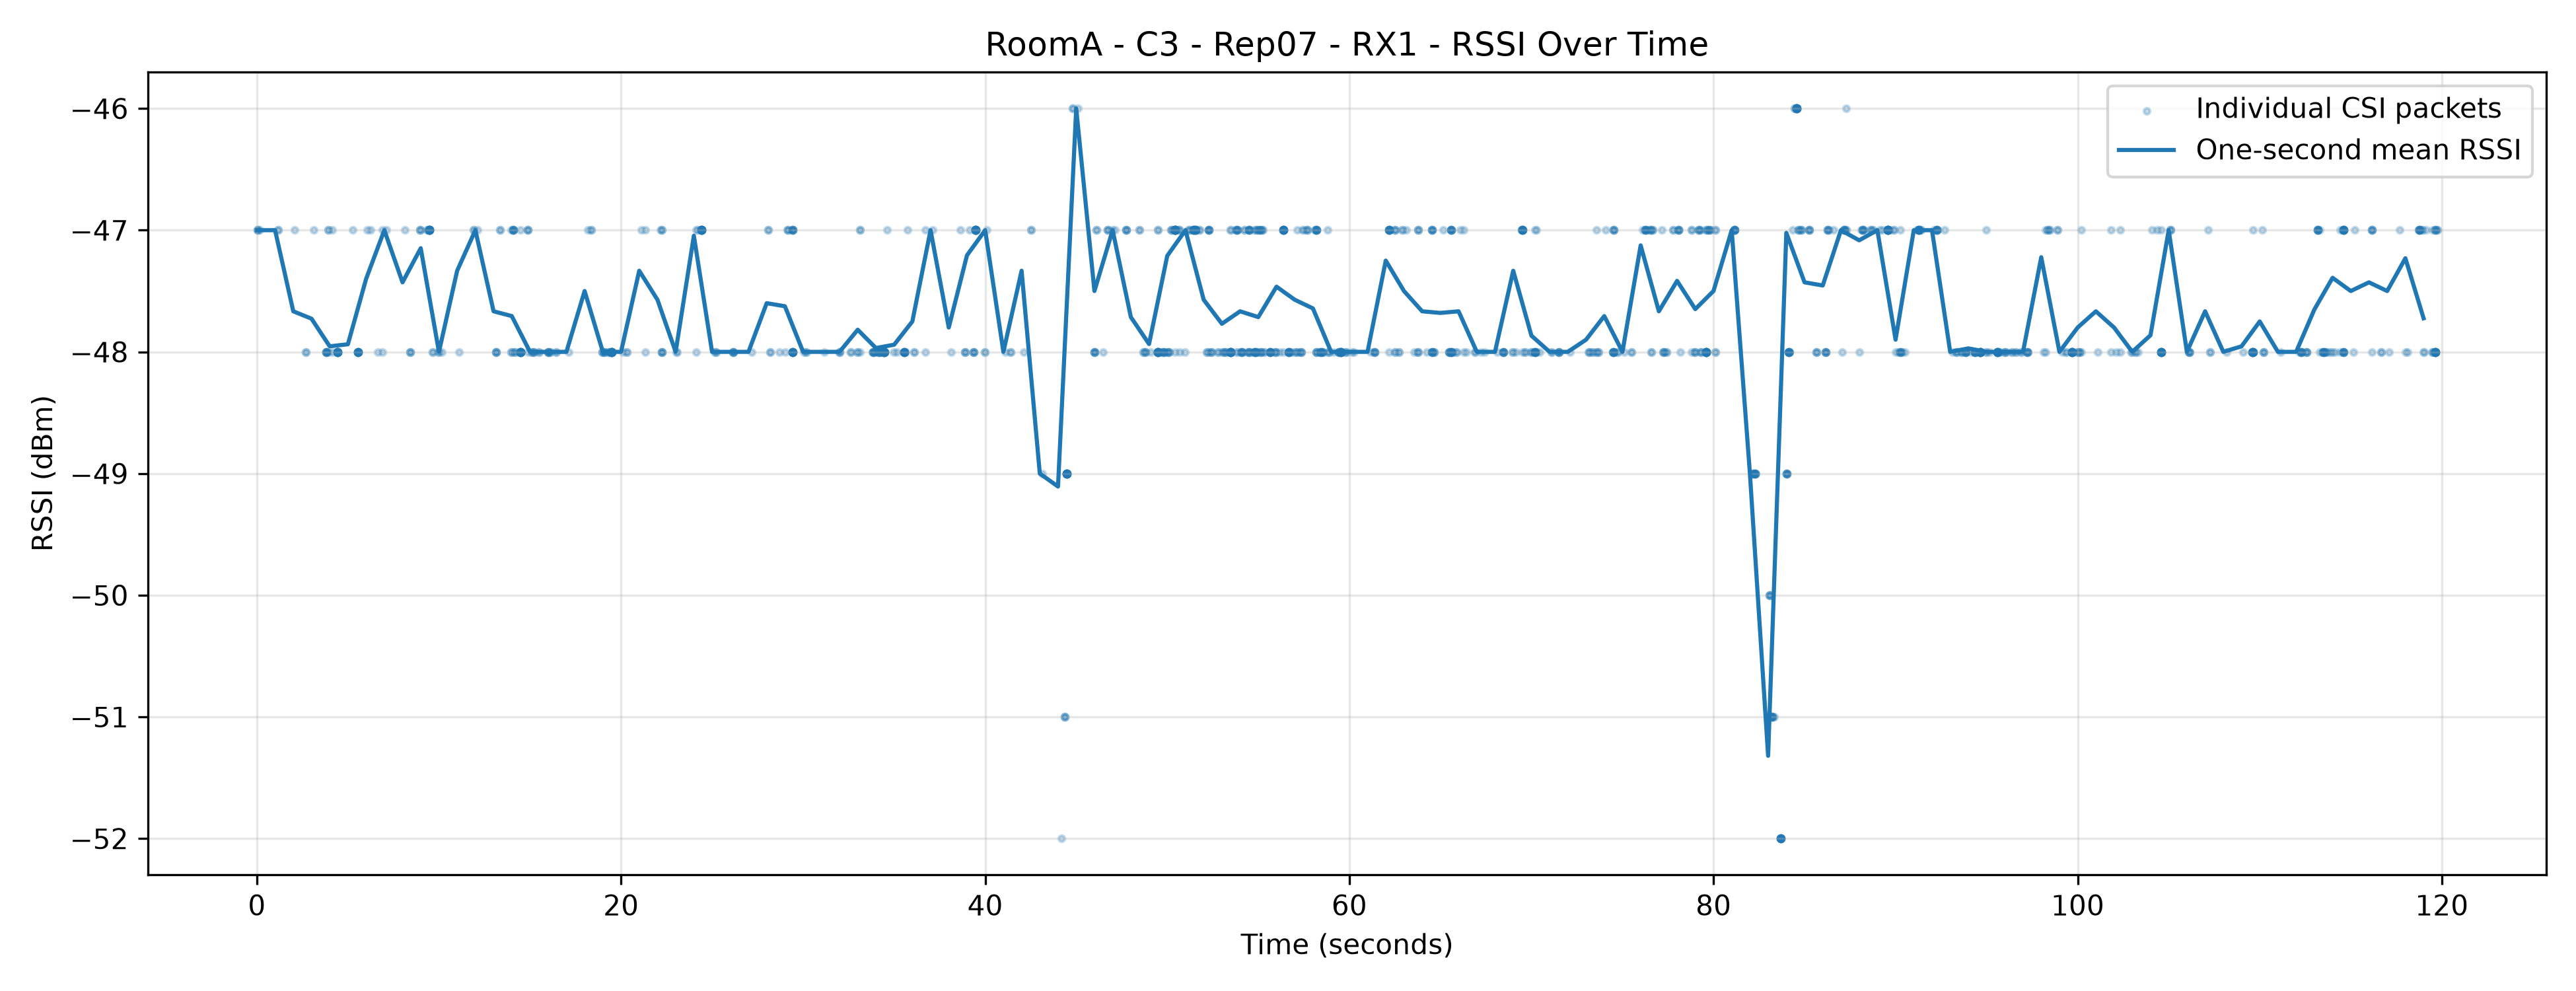 RoomA - C3 - Rep07 - RX1 - RSSI Over Time
Individual CSI packets
One-second mean RSSI
RSSI (dBm)
−46
−47
−48
−49
−50
−51
−52
0 20 40 60 80 100 120
Time (seconds)